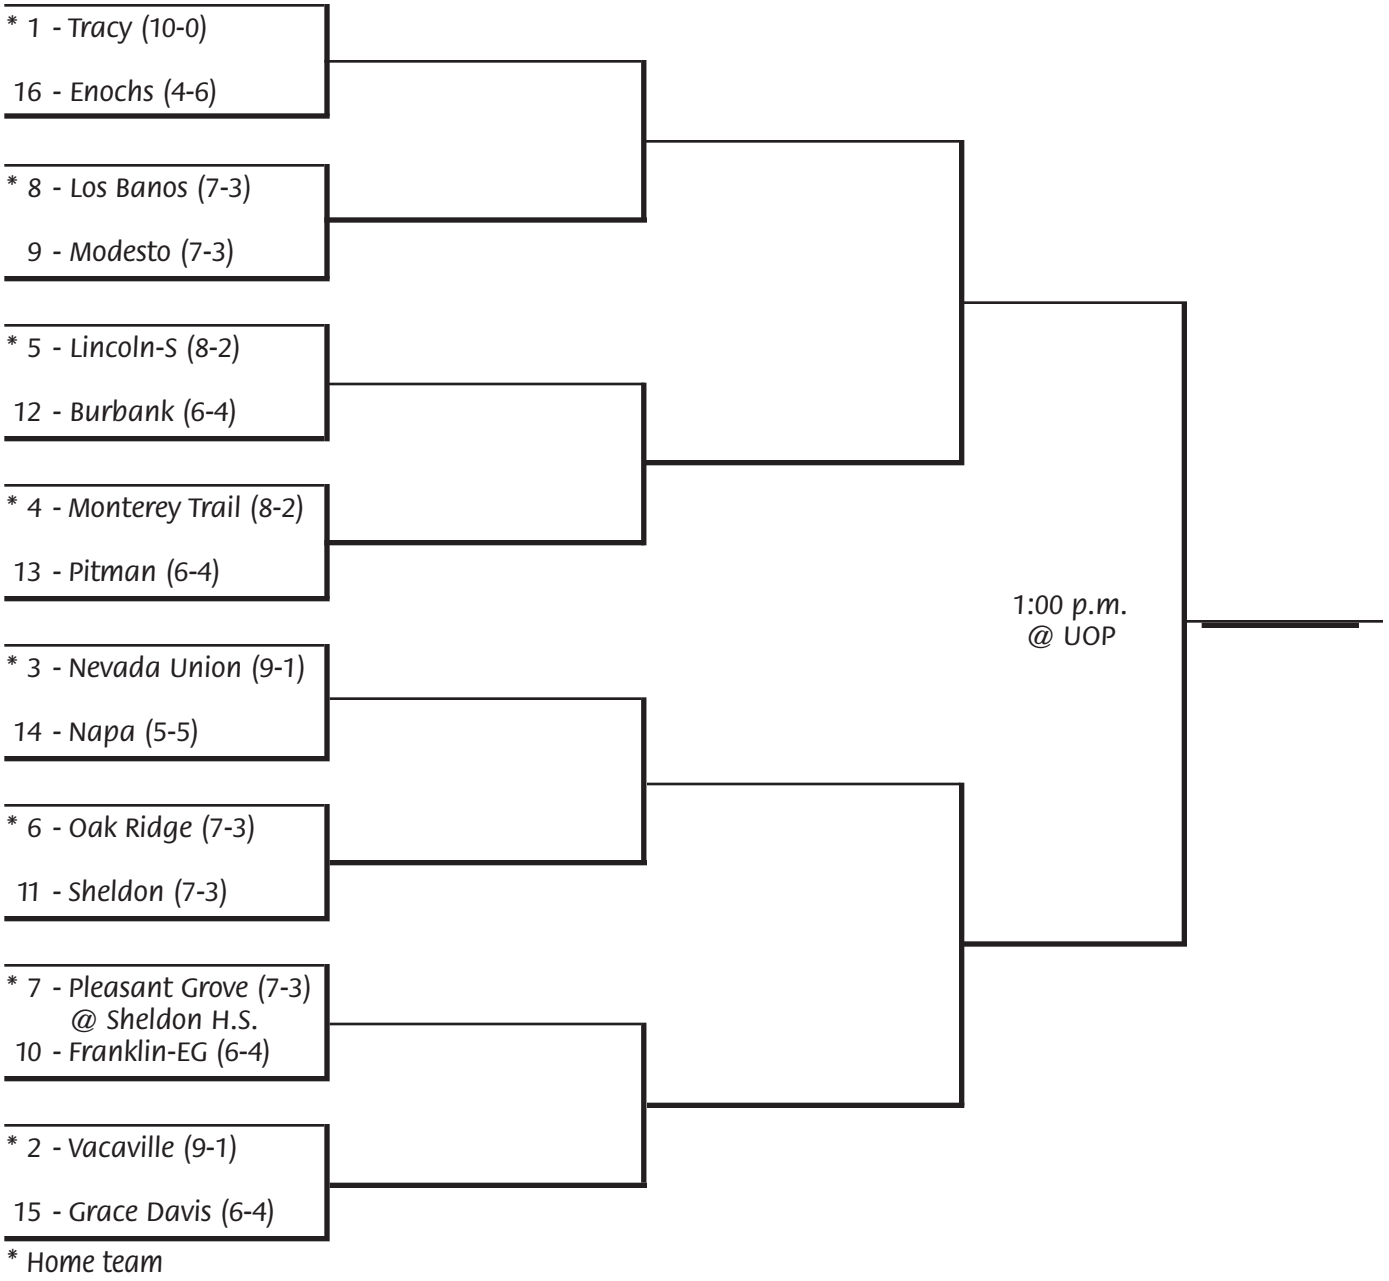 * 1 - Tracy (10-0)
16 - Enochs (4-6)
* 8 - Los Banos (7-3)
9 - Modesto (7-3)
* 5 - Lincoln-S (8-2)
12 - Burbank (6-4)
* 4 - Monterey Trail (8-2)
13 - Pitman (6-4)
1:00 p.m.
@ UOP
* 3 - Nevada Union (9-1)
14 - Napa (5-5)
* 6 - Oak Ridge (7-3)
11 - Sheldon (7-3)
* 7 - Pleasant Grove (7-3)
@ Sheldon H.S.
10 - Franklin-EG (6-4)
* 2 - Vacaville (9-1)
15 - Grace Davis (6-4)
* Home team